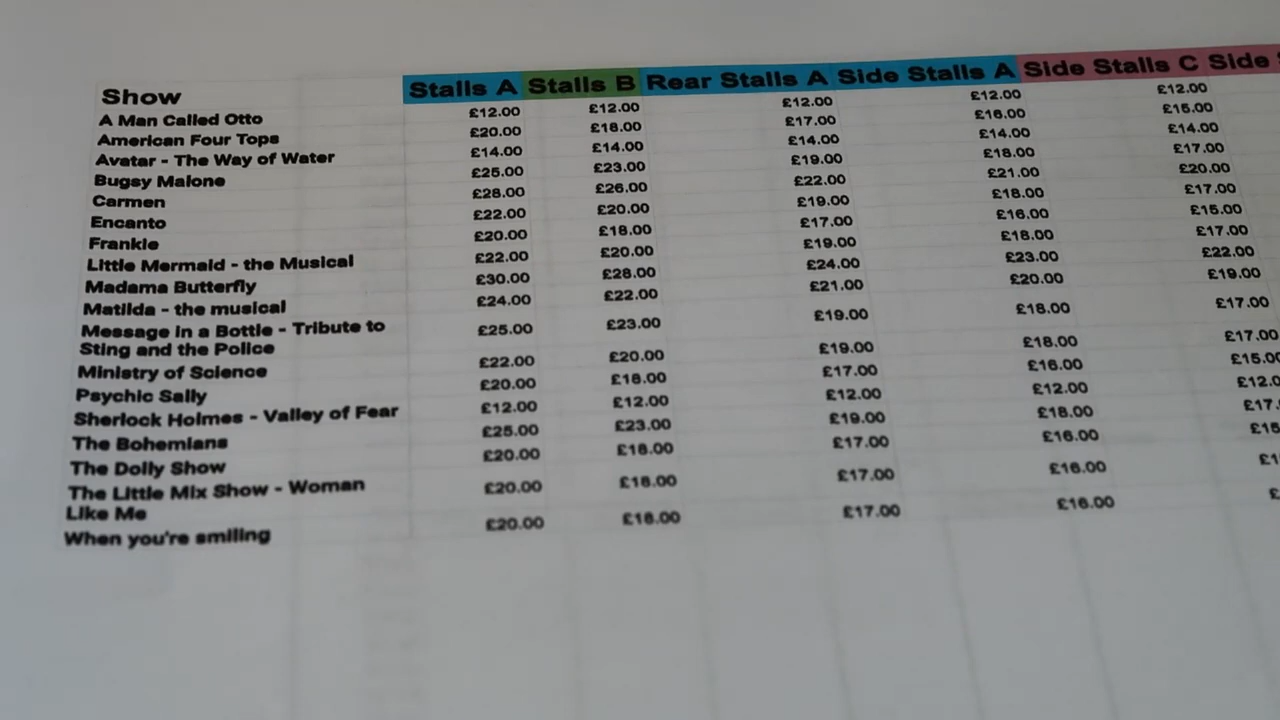 Show Stalls A Stalls B Rear Stalls A Side Stalls A Side Stalls C Side
A Man Called Otto £12.00 £12.00 £12.00 £12.00 £12.00
American Four Tops £20.00 £18.00 £17.00 £16.00 £15.00
Avatar - The Way of Water £14.00 £14.00 £14.00 £14.00 £14.00
Bugsy Malone £25.00 £23.00 £19.00 £18.00 £17.00
Carmen £28.00 £26.00 £22.00 £21.00 £20.00
Encanto £22.00 £20.00 £19.00 £18.00 £17.00
Frankie £20.00 £18.00 £17.00 £16.00 £15.00
Little Mermaid - the Musical £22.00 £20.00 £19.00 £18.00 £17.00
Madama Butterfly £30.00 £28.00 £24.00 £23.00 £22.00
Matilda - the musical £24.00 £22.00 £21.00 £20.00 £19.00
Message in a Bottle - Tribute to
Sting and the Police £25.00 £23.00 £19.00 £18.00 £17.00
Ministry of Science £22.00 £20.00 £19.00 £18.00 £17.00
Psychic Sally £20.00 £18.00 £17.00 £16.00 £15.00
Sherlock Holmes - Valley of Fear £12.00 £12.00 £12.00 £12.00 £12.0
The Bohemians £25.00 £23.00 £19.00 £18.00 £17.
The Dolly Show £20.00 £18.00 £17.00 £16.00 £15
The Little Mix Show - Woman
Like Me £20.00 £18.00 £17.00 £16.00 £1
When you're smiling £20.00 £18.00 £17.00 £16.00 £